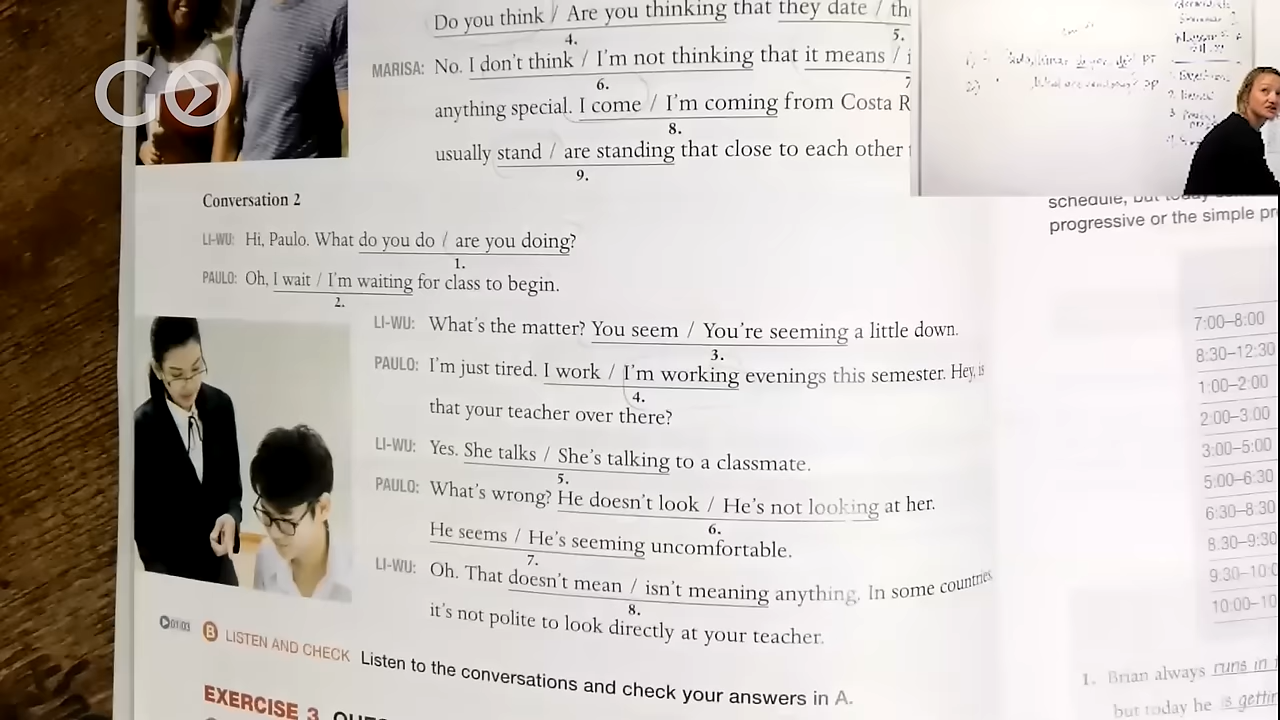 GO
Do you think / Are you thinking that they date / th
4. 5.
MARISA: No. I don't think / I'm not thinking that it means / i
6. 7
anything special. I come / I'm coming from Costa R
8.
usually stand / are standing that close to each other
9.
Conversation 2
LI-WU: Hi, Paulo. What do you do / are you doing?
1.
PAULO: Oh, I wait / I'm waiting for class to begin.
2.
LI-WU: What's the matter? You seem / You're seeming a little down.
3.
PAULO: I'm just tired. I work / I'm working evenings this semester. Hey, is
4.
that your teacher over there?
LI-WU: Yes. She talks / She's talking to a classmate.
5.
PAULO: What's wrong? He doesn't look / He's not looking at her.
6.
He seems / He's seeming uncomfortable.
7.
LI-WU: Oh. That doesn't mean / isn't meaning anything. In some countries
8.
it's not polite to look directly at your teacher.
01|03 B LISTEN AND CHECK Listen to the conversations and check your answers in A.
EXERCISE 3
schedule, but today
progressive or the simple pr
7:00–8:00
8:30–12:30
1:00–2:00
2:00–3:00
3:00–5:00
5:00–6:30
6:30–8:30
8:30–9:30
9:30–10:0
10:00–10
1. Brian always runs in
but today he is gettin